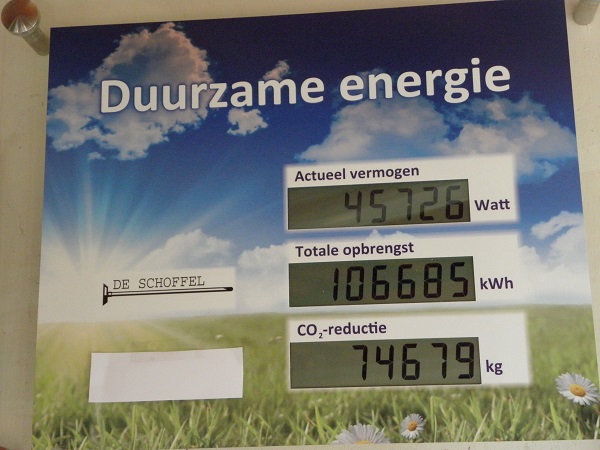 Duurzame energie
Actueel vermogen
45726 Watt
Totale opbrengst
106685 kWh
DE SCHOFFEL
CO₂-reductie
74679 kg